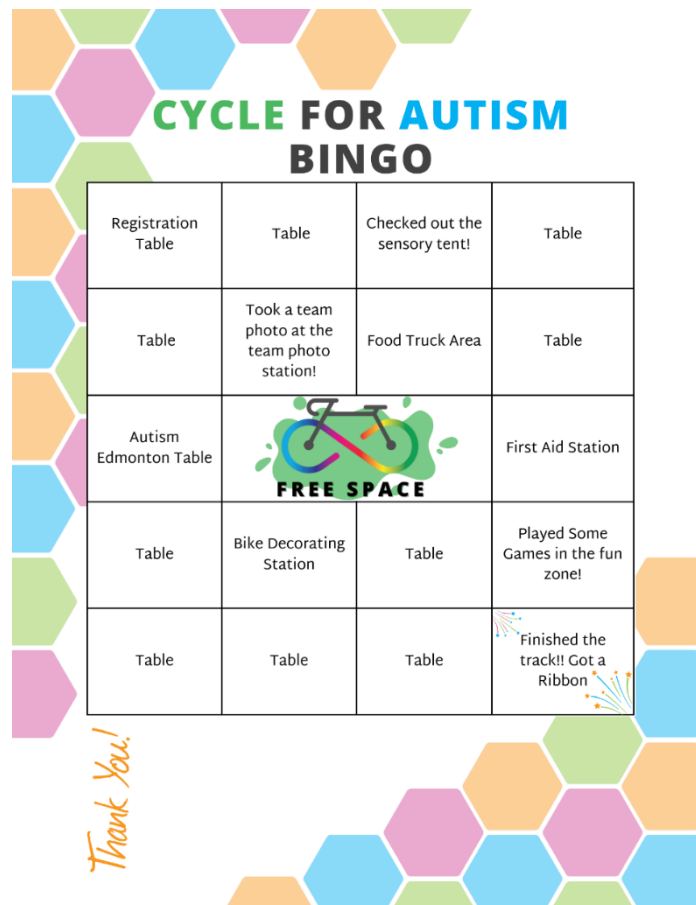 CYCLE FOR AUTISM
BINGO
Registration
Table
Table
Checked out the
sensory tent!
Table
Table
Took a team
photo at the
team photo
station!
Food Truck Area
Table
Autism
Edmonton Table
FREE SPACE
First Aid Station
Table
Bike Decorating
Station
Table
Played Some
Games in the fun
zone!
Table
Table
Table
Finished the
track!! Got a
Ribbon
Thank You!